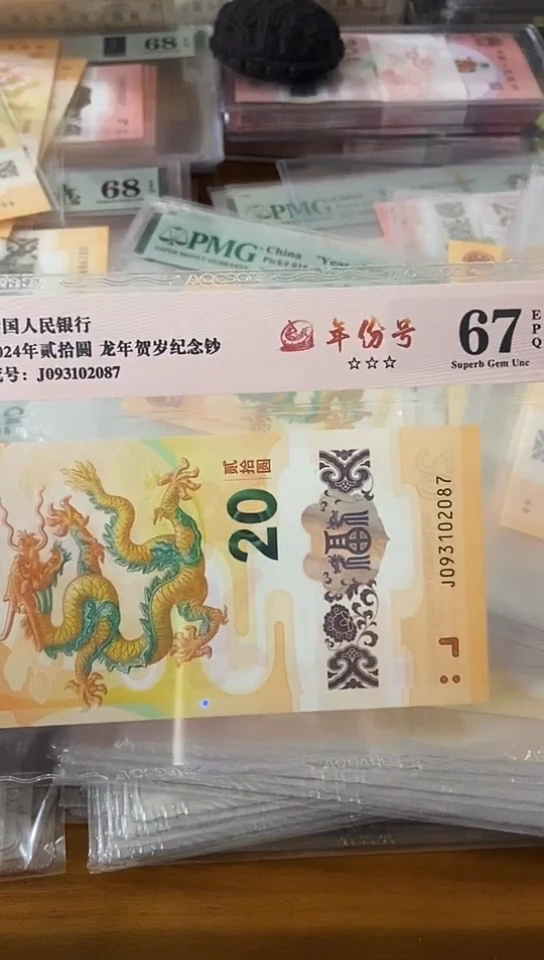 68
68
PMG
China
国人民银行
024年贰拾圆 龙年贺岁纪念钞
号：J093102087
年份号
☆☆☆
67
EPQ
Superb Gem Unc
贰拾圆
20
J093102087